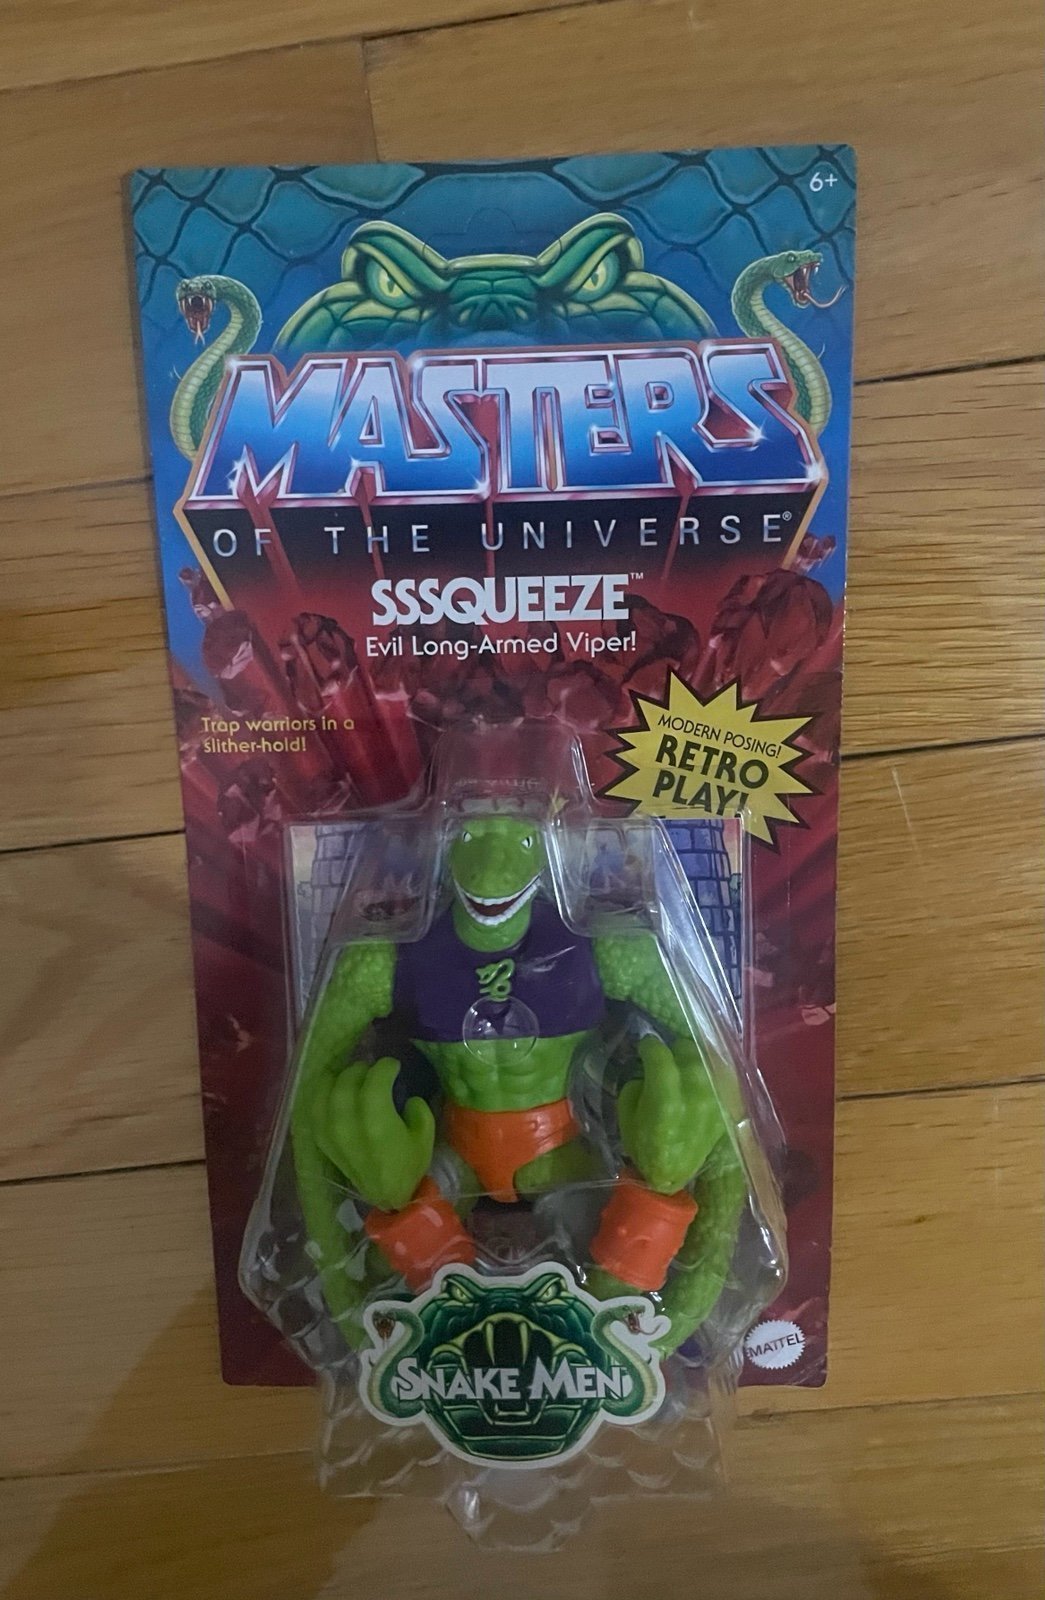 6+
MASTERS
OF THE UNIVERSE®
SSSQUEEZE™
Evil Long-Armed Viper!
Trap warriors in a
slither-hold!
MODERN POSING!
RETRO
PLAY!
SNAKE MEN
MATTEL